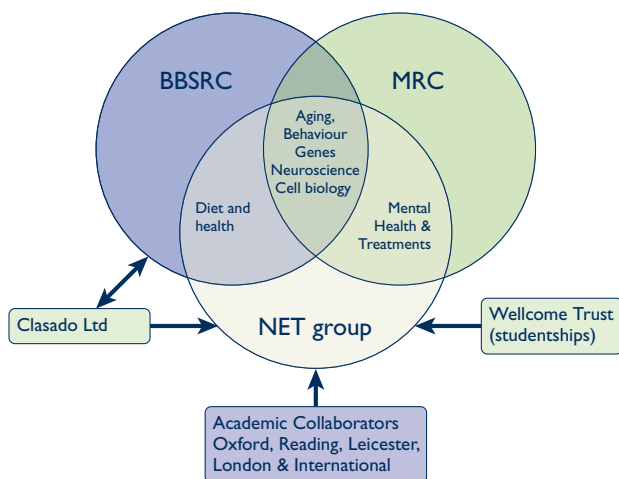 BBSRC
MRC
Aging,
Behaviour
Genes
Neuroscience
Cell biology
Diet and
health
Mental
Health &
Treatments
Clasado Ltd
NET group
Wellcome Trust
(studentships)
Academic Collaborators
Oxford, Reading, Leicester,
London & International